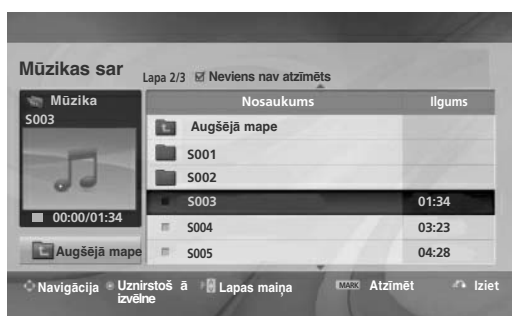 Mūzikas sar
Lapa 2/3 Neviens nav atzīmēts
Mūzika
S003
00:00/01:34
Augšējā mape
Nosaukums Ilgums
Augšējā mape
S001
S002
S003 01:34
S004 03:23
S005 04:28
Navigācija Uznirstoš ā izvēlne Lapas maiņa MARK Atzīmēt Iziet